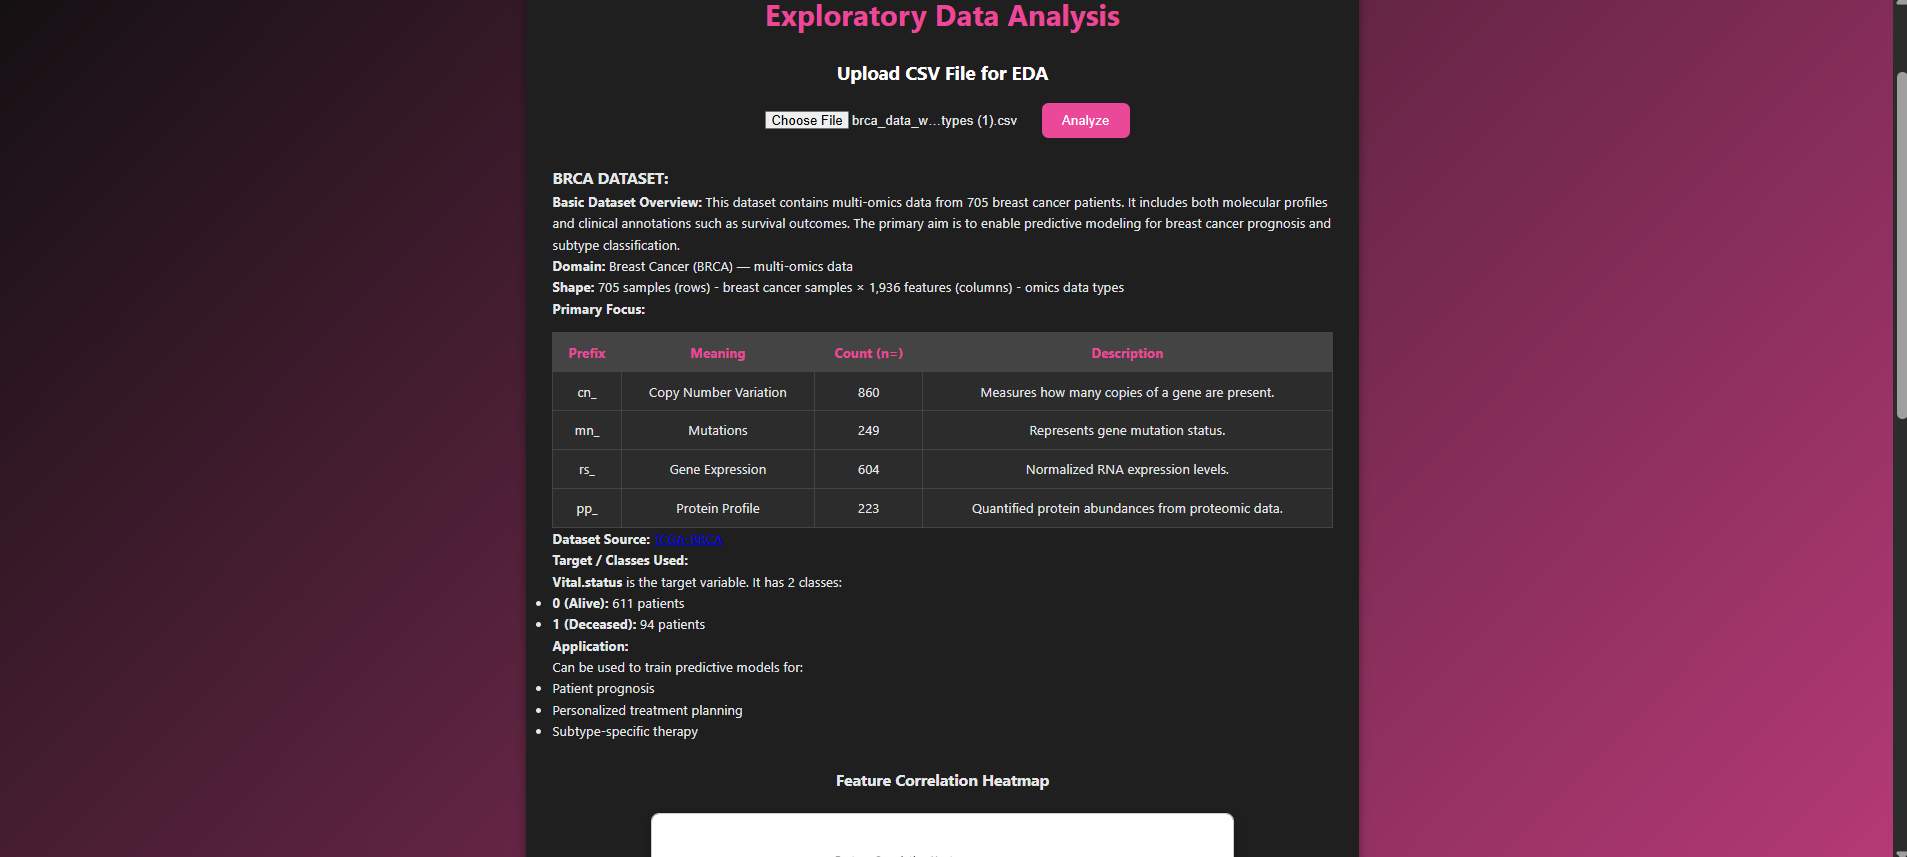 Exploratory Data Analysis
Upload CSV File for EDA
Choose File brca_data_w...types (1).csv Analyze
BRCA DATASET:
Basic Dataset Overview: This dataset contains multi-omics data from 705 breast cancer patients. It includes both molecular profiles
and clinical annotations such as survival outcomes. The primary aim is to enable predictive modeling for breast cancer prognosis and
subtype classification.
Domain: Breast Cancer (BRCA) — multi-omics data
Shape: 705 samples (rows) - breast cancer samples × 1,936 features (columns) - omics data types
Primary Focus:
Prefix Meaning Count (n=) Description
cn_ Copy Number Variation 860 Measures how many copies of a gene are present.
mn_ Mutations 249 Represents gene mutation status.
rs_ Gene Expression 604 Normalized RNA expression levels.
pp_ Protein Profile 223 Quantified protein abundances from proteomic data.
Dataset Source:
Target / Classes Used:
Vital.status is the target variable. It has 2 classes:
• 0 (Alive): 611 patients
• 1 (Deceased): 94 patients
Application:
Can be used to train predictive models for:
• Patient prognosis
• Personalized treatment planning
• Subtype-specific therapy
Feature Correlation Heatmap